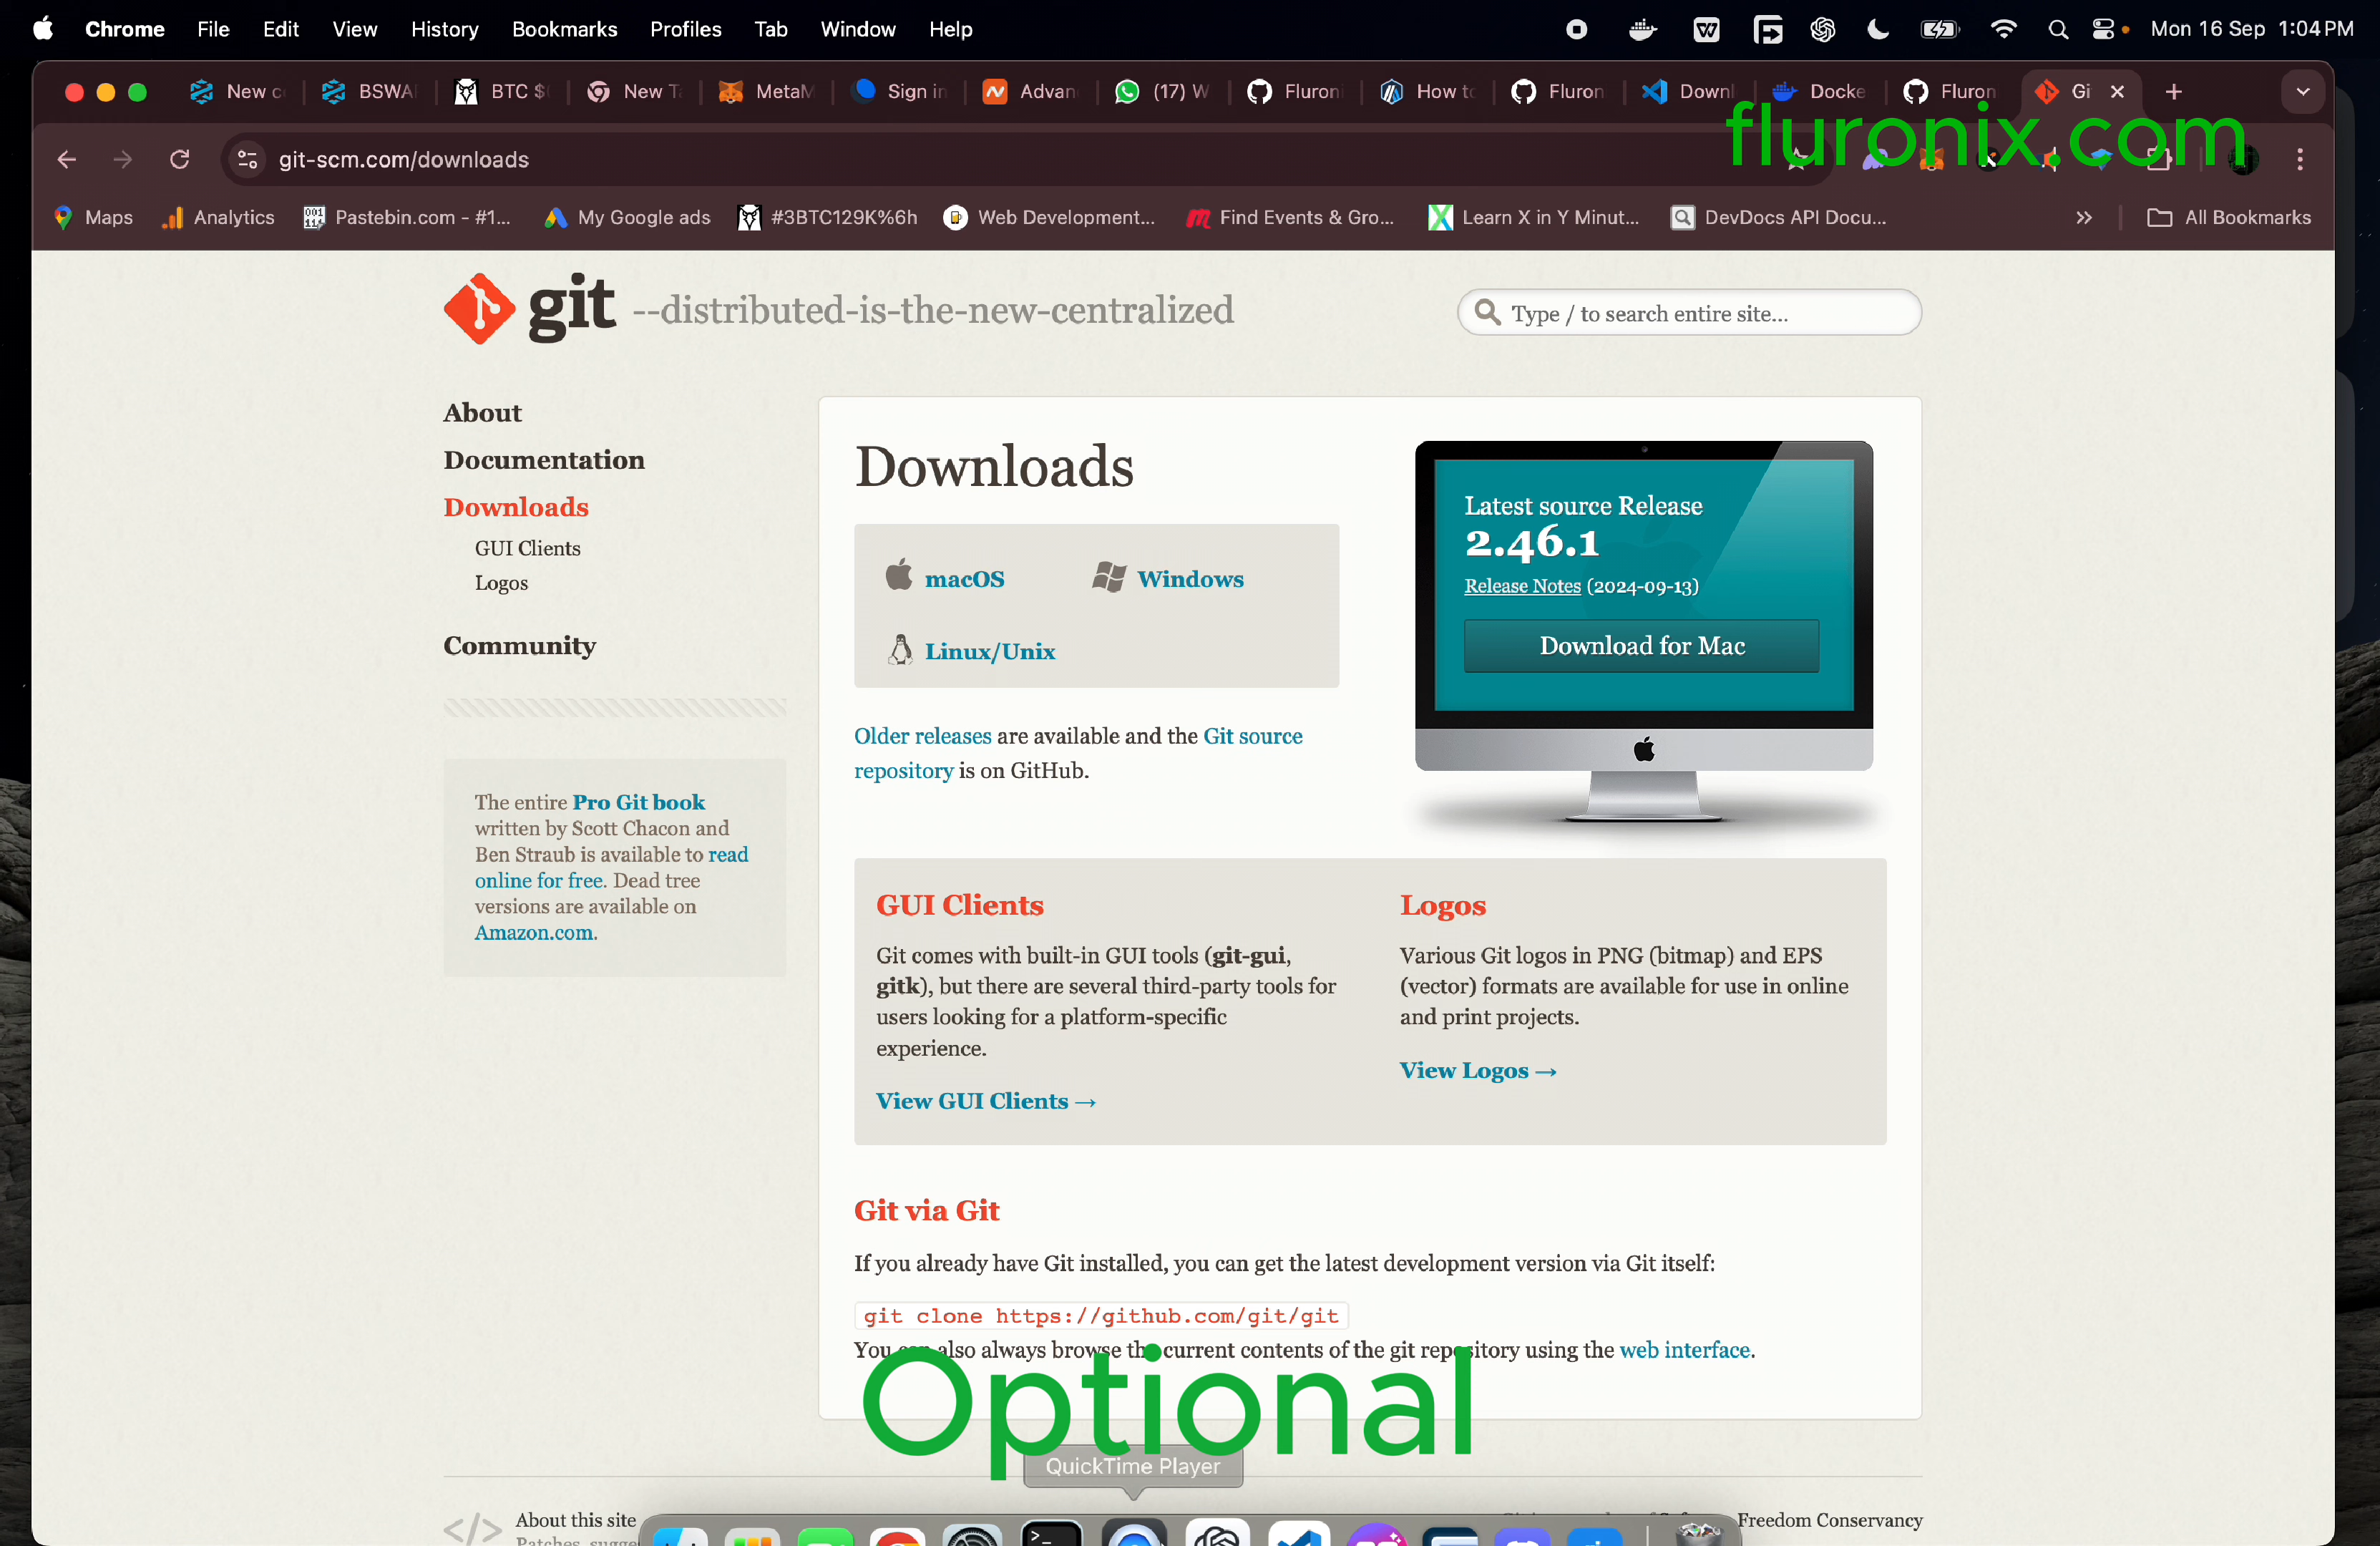 Chrome File Edit View History Bookmarks Profiles Tab Window Help Mon 16 Sep 1:04 PM
New c BSWA BTC $ New T MetaM Sign in Advan (17) W Fluron How to Fluron Downl Docke Fluron Gi
fluronix.com
git-scm.com/downloads
Maps Analytics Pastebin.com - #1... My Google ads #3BTC129K%6h Web Development... Find Events & Gro... Learn X in Y Minut... DevDocs API Docu... All Bookmarks
git --distributed-is-the-new-centralized
Type / to search entire site...
About
Documentation
Downloads
GUI Clients
Logos
Community
The entire Pro Git book
written by Scott Chacon and
Ben Straub is available to read
online for free. Dead tree
versions are available on
Amazon.com.
Downloads
macOS Windows
Linux/Unix
Older releases are available and the Git source
repository is on GitHub.
Latest source Release
2.46.1
Release Notes (2024-09-13)
Download for Mac
GUI Clients
Git comes with built-in GUI tools (git-gui,
gitk), but there are several third-party tools for
users looking for a platform-specific
experience.
View GUI Clients →
Logos
Various Git logos in PNG (bitmap) and EPS
(vector) formats are available for use in online
and print projects.
View Logos →
Git via Git
If you already have Git installed, you can get the latest development version via Git itself:
git clone https://github.com/git/git
You can also always browse the current contents of the git repository using the web interface.
Optional
QuickTime Player
About this site
Freedom Conservancy